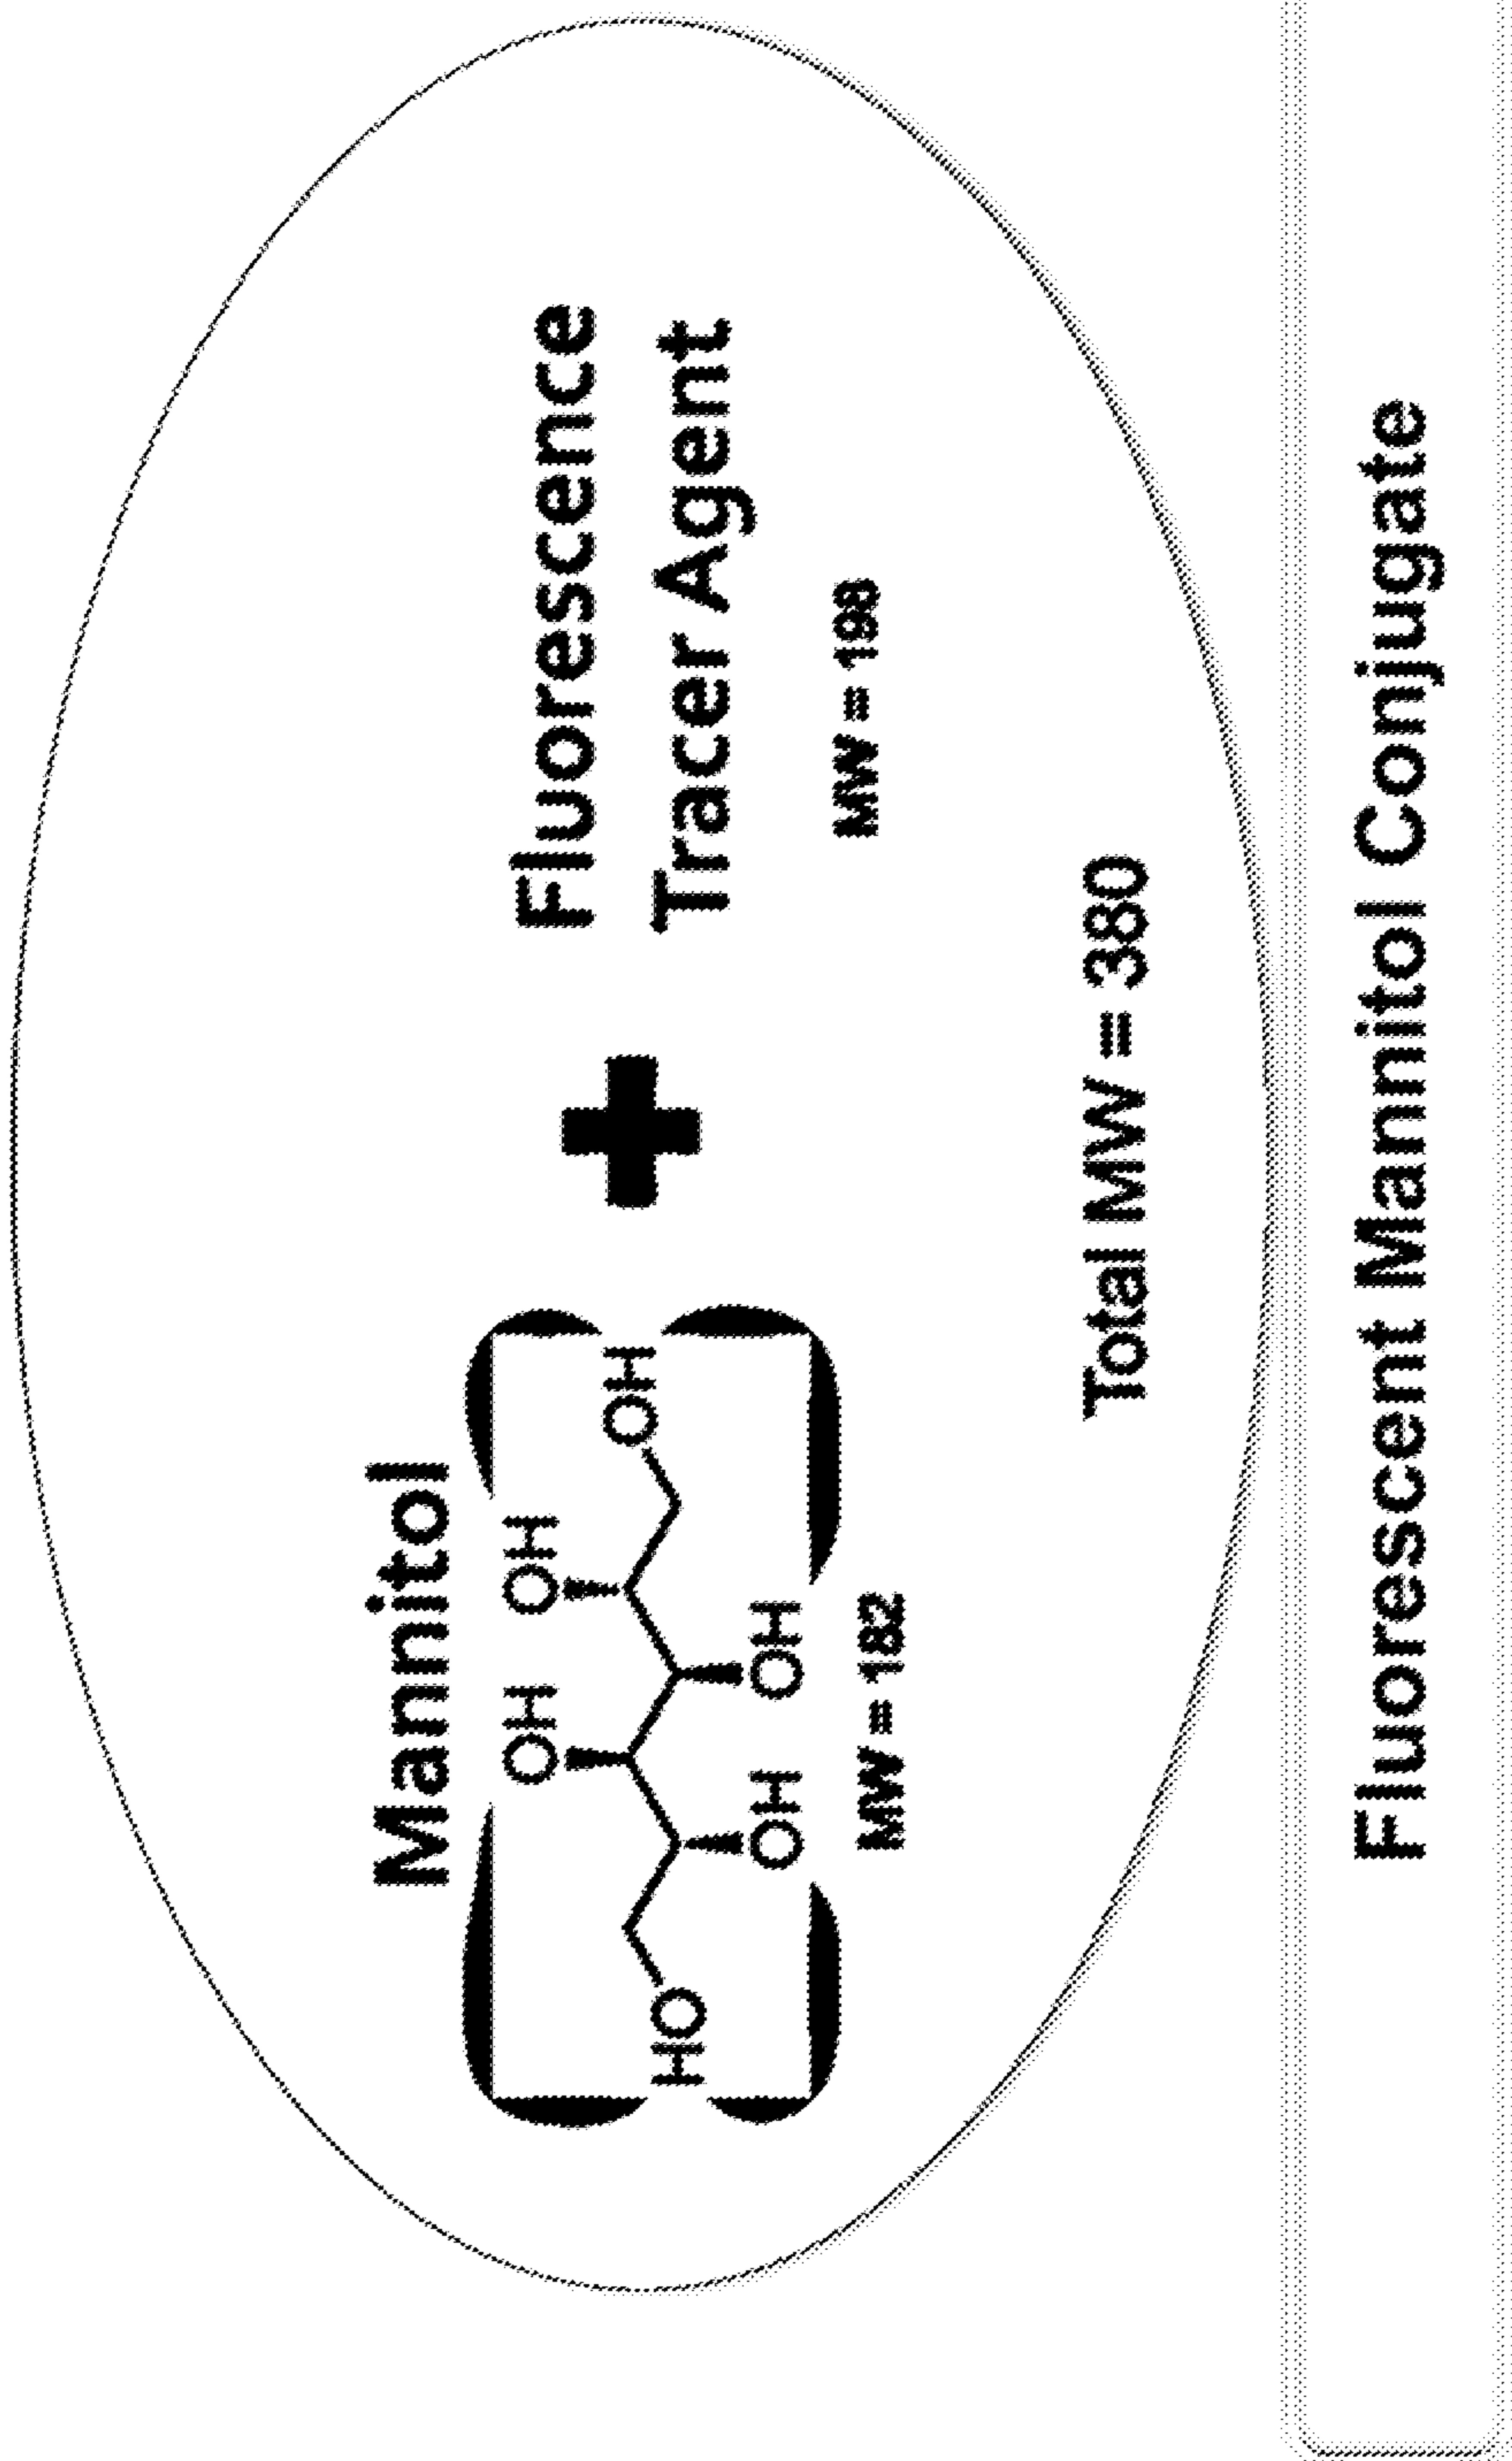 Mannitol
OH
OH
HO
OH
OH
OH
MW = 182
Fluorescence
Tracer Agent
MW = 198
Total MW = 380
Fluorescent Mannitol Conjugate